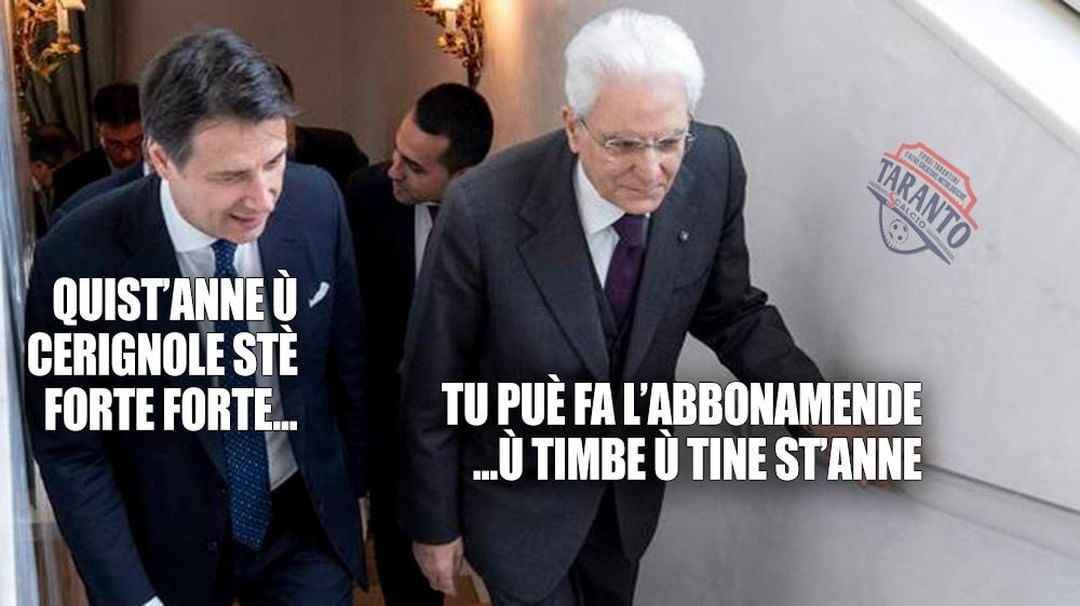 QUIST'ANNE Ù
CERIGNOLE STÈ
FORTE FORTE...
TU PUÈ FA L'ABBONAMENDE
...Ù TIMBE Ù TINE ST'ANNE
TARANTO
CALCIO